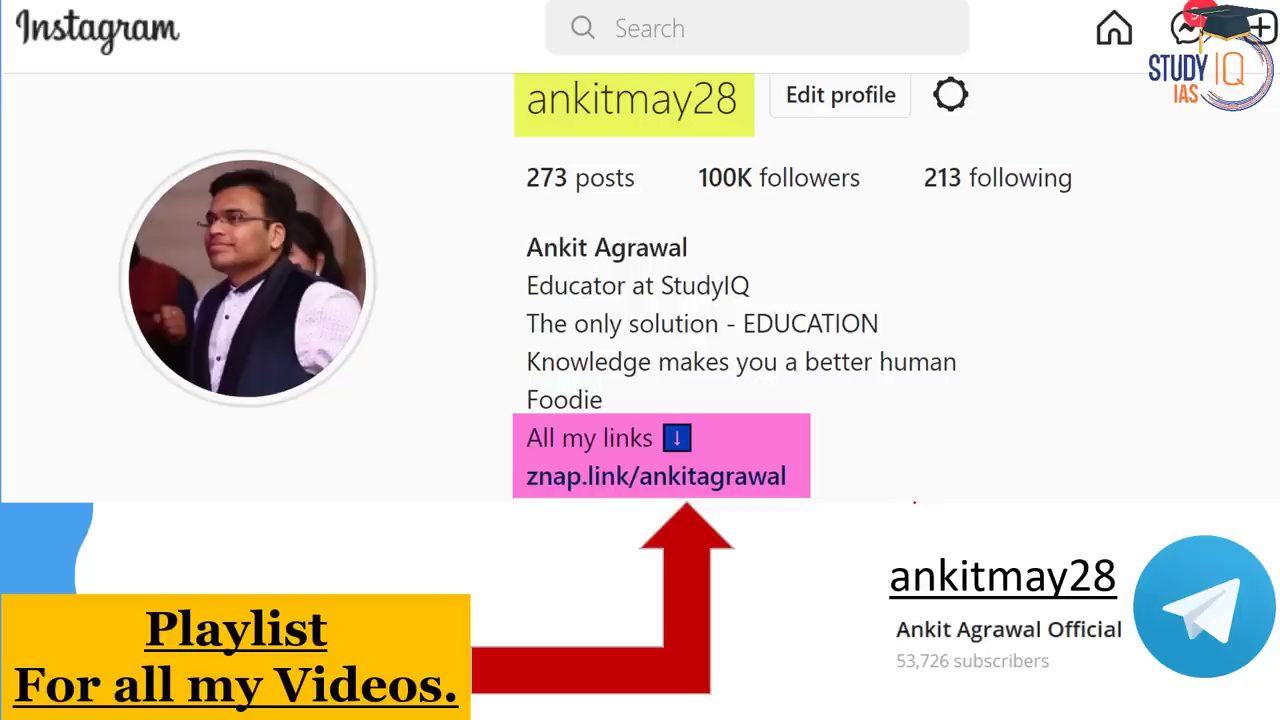 Instagram
Search
STUDY IQ
IAS
ankitmay28
Edit profile
273 posts 100K followers 213 following
Ankit Agrawal
Educator at StudyIQ
The only solution - EDUCATION
Knowledge makes you a better human
Foodie
All my links ↓
znap.link/ankitagrawal
Playlist
For all my Videos.
ankitmay28
Ankit Agrawal Official
53,726 subscribers